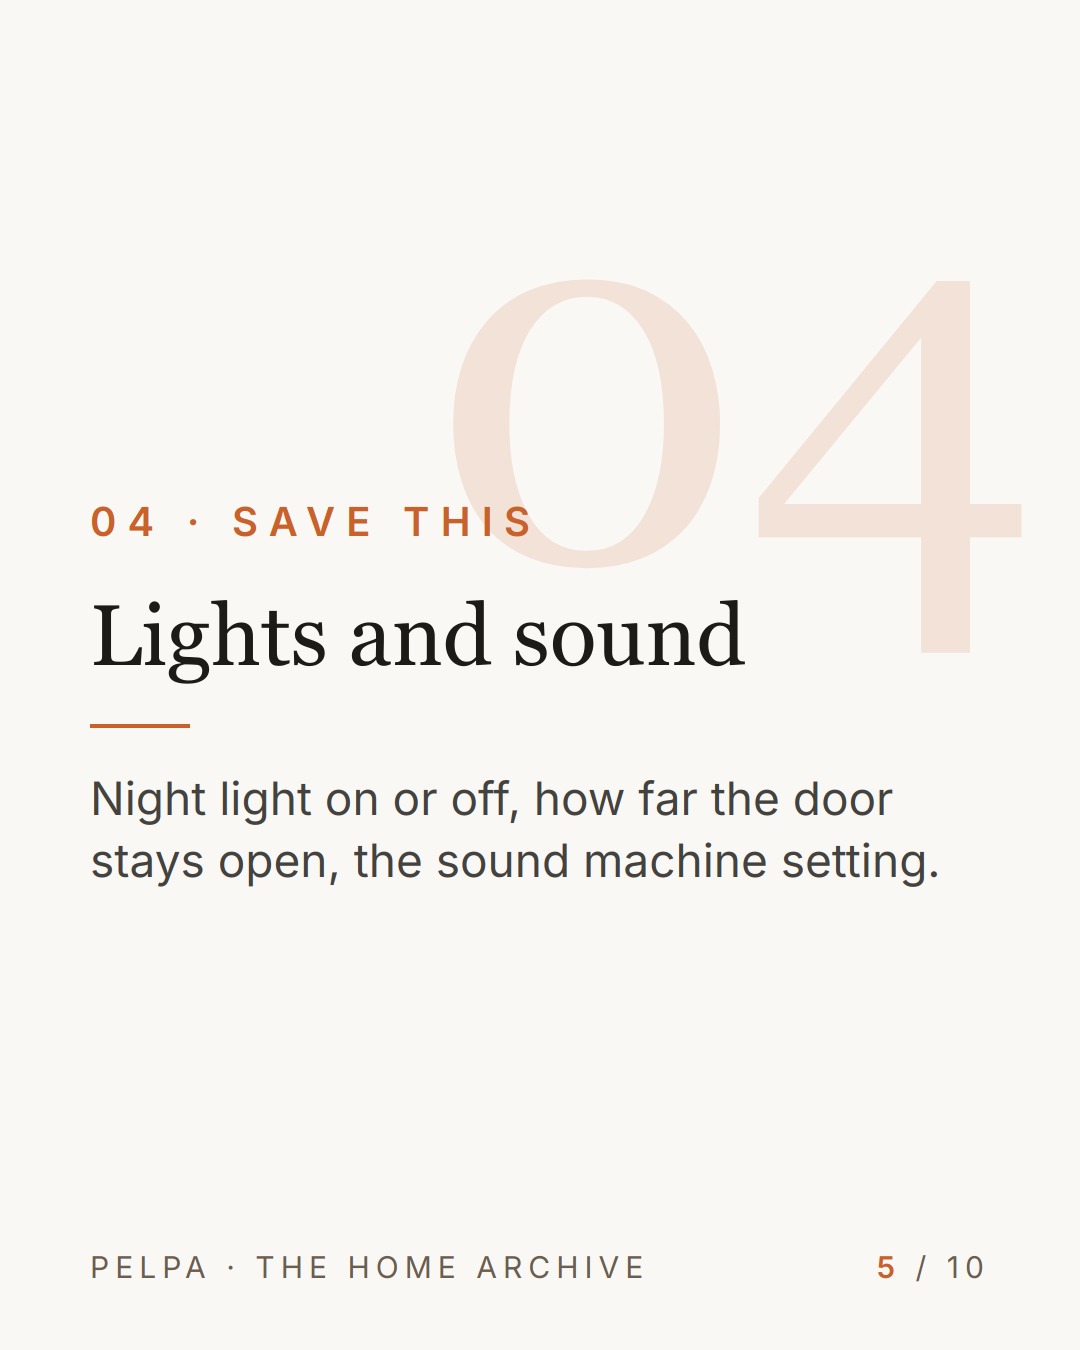 04
04 · SAVE THIS
Lights and sound
Night light on or off, how far the door
stays open, the sound machine setting.
PELPA · THE HOME ARCHIVE
5 / 10